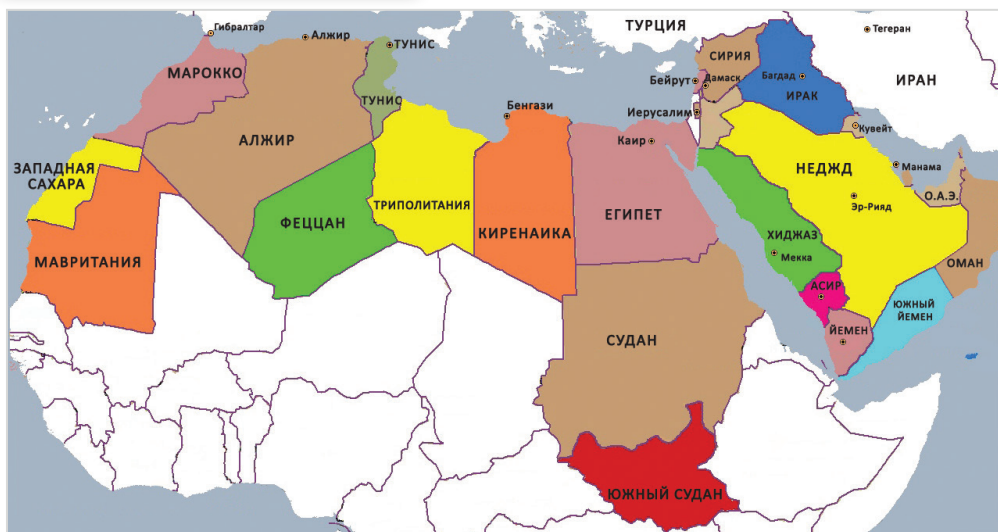 ТУРЦИЯ
Гибралтар
Алжир
ТУНИС
Тегеран
МАРОККО
СИРИЯ
Бейрут
Дамаск
Багдад
ИРАК
ИРАН
ТУНИС
Бенгази
Иерусалим
Кувейт
АЛЖИР
Каир
ЗАПАДНАЯ
САХАРА
НЕДЖД
Манама
О.А.Э.
Эр-Рияд
ТРИПОЛИТАНИЯ
ЕГИПЕТ
ФЕЦЦАН
КИРЕНАИКА
ХИДЖАЗ
Мекка
МАВРИТАНИЯ
ОМАН
АСИР
ЮЖНЫЙ
ЙЕМЕН
СУДАН
ЙЕМЕН
ЮЖНЫЙ СУДАН